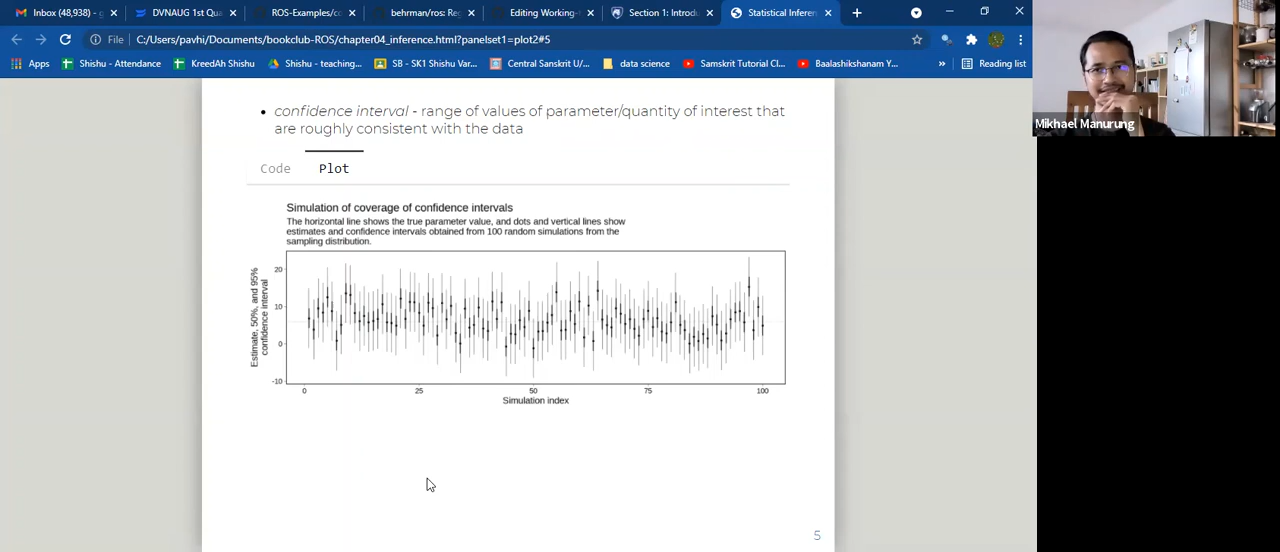 Inbox (48,938) - g
DVNAUG 1st Qua
ROS-Examples/cc
behrman/ros: Reg
Editing Working-
Section 1: Introdu
Statistical Inferen
File
C:/Users/pavhi/Documents/bookclub-ROS/chapter04_inference.html?panelset1=plot2#5
Apps
Shishu - Attendance
KreedAh Shishu
Shishu - teaching...
SB - SK1 Shishu Var...
Central Sanskrit U/...
data science
Samskrit Tutorial Cl...
Baalashikshanam Y...
»
Reading list
• confidence interval - range of values of parameter/quantity of interest that
are roughly consistent with the data
Code
Plot
Simulation of coverage of confidence intervals
The horizontal line shows the true parameter value, and dots and vertical lines show
estimates and confidence intervals obtained from 100 random simulations from the
sampling distribution.
Estimate, 50%, and 95%
confidence interval
20
10
0
-10
0 25 50 75 100
Simulation index
5
Mikhael Manurung